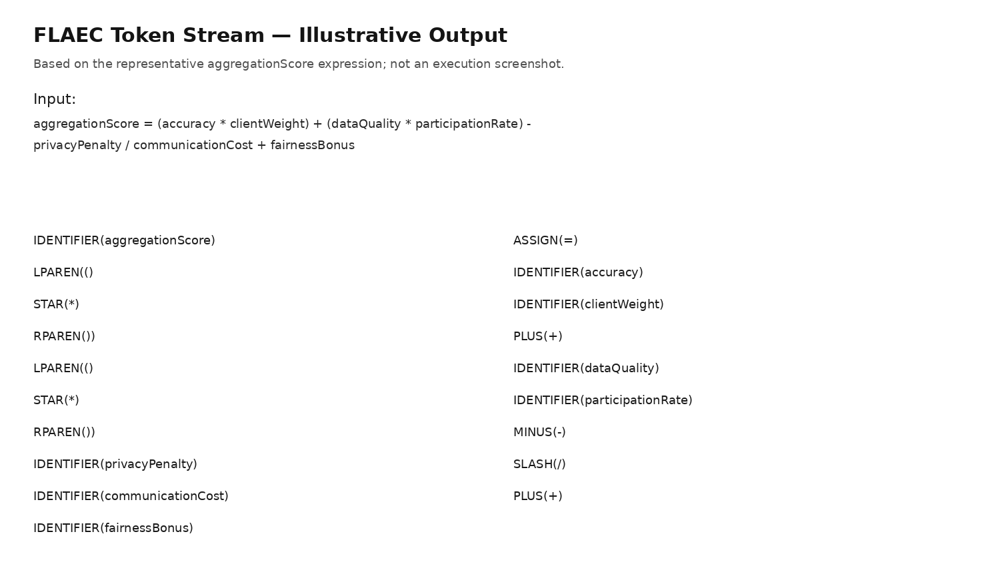 FLAEC Token Stream — Illustrative Output
Based on the representative aggregationScore expression; not an execution screenshot.
Input:
aggregationScore = (accuracy * clientWeight) + (dataQuality * participationRate) -
privacyPenalty / communicationCost + fairnessBonus
IDENTIFIER(aggregationScore)
ASSIGN(=)
LPAREN(()
IDENTIFIER(accuracy)
STAR(*)
IDENTIFIER(clientWeight)
RPAREN())
PLUS(+)
LPAREN(()
IDENTIFIER(dataQuality)
STAR(*)
IDENTIFIER(participationRate)
RPAREN())
MINUS(-)
IDENTIFIER(privacyPenalty)
SLASH(/)
IDENTIFIER(communicationCost)
PLUS(+)
IDENTIFIER(fairnessBonus)